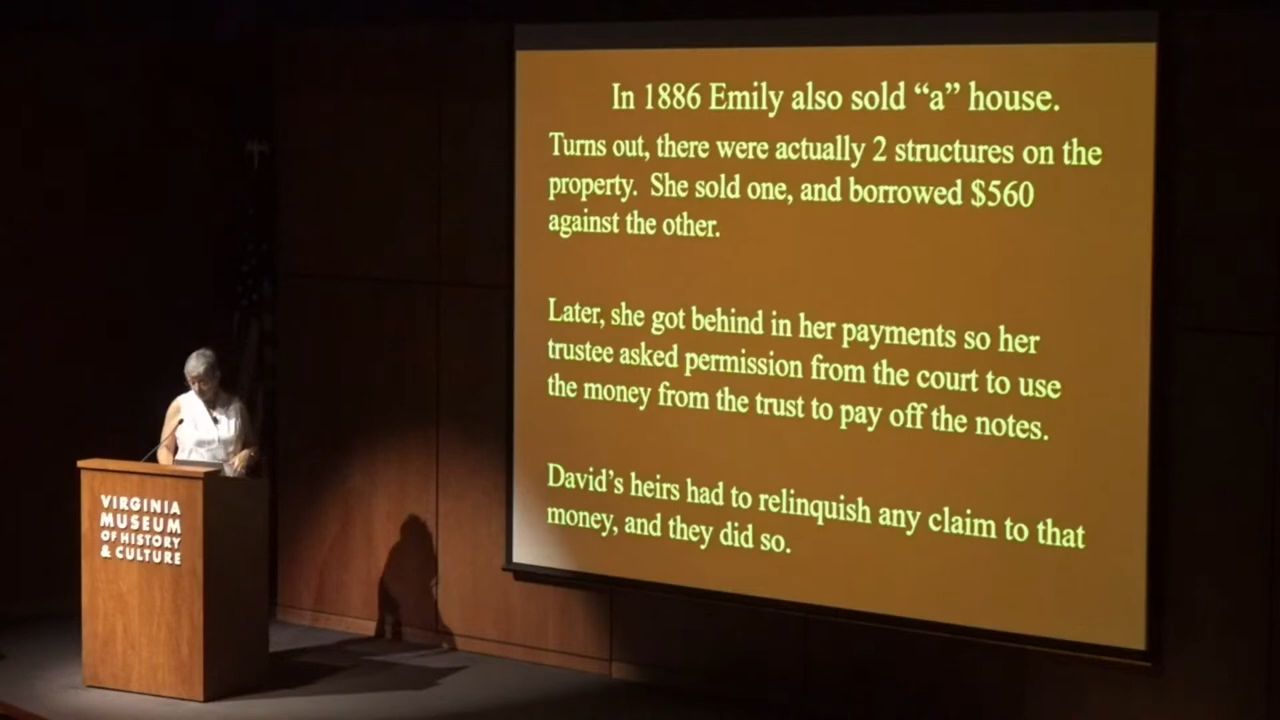 In 1886 Emily also sold “a” house.
Turns out, there were actually 2 structures on the
property. She sold one, and borrowed $560
against the other.
Later, she got behind in her payments so her
trustee asked permission from the court to use
the money from the trust to pay off the notes.
David’s heirs had to relinquish any claim to that
money, and they did so.
VIRGINIA
MUSEUM
OF HISTORY
& CULTURE